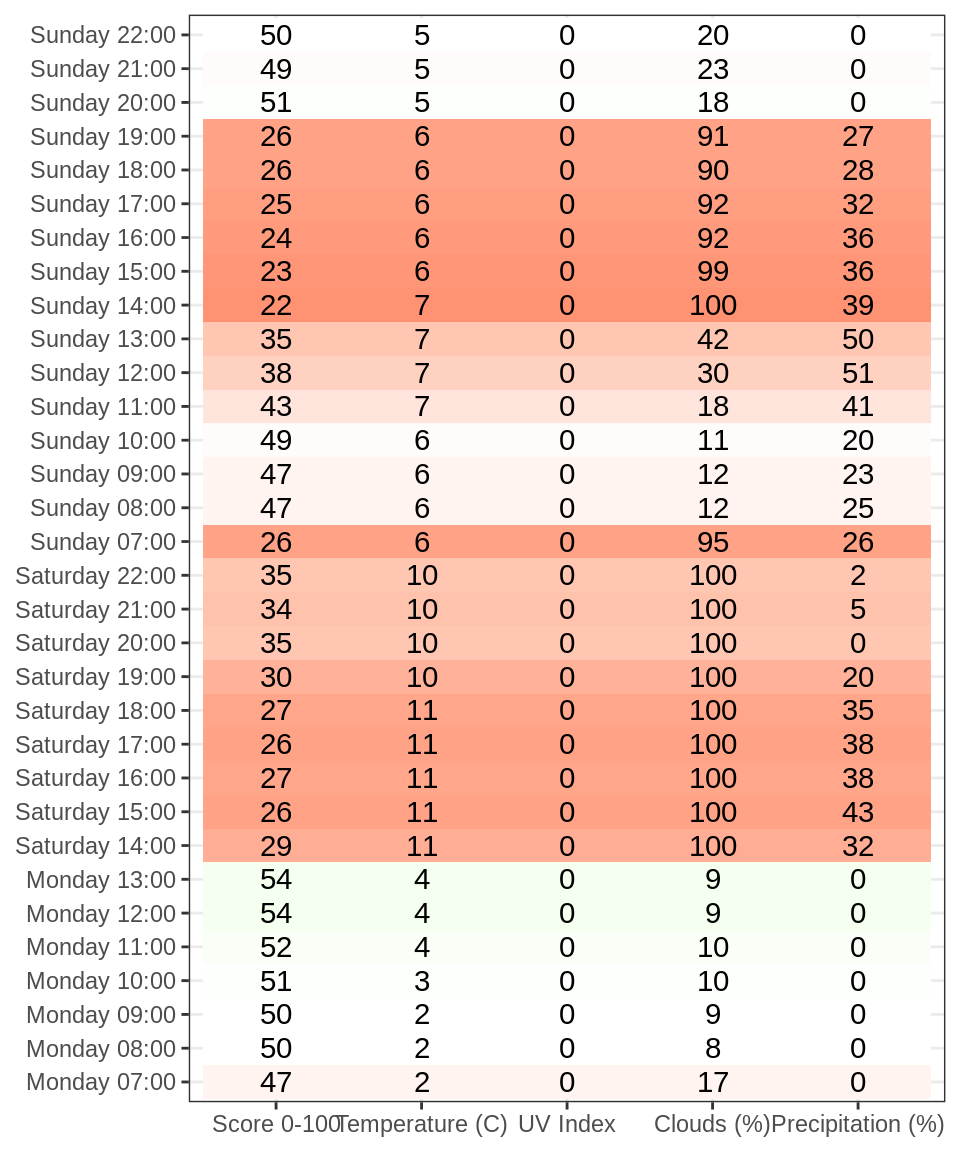 Sunday 22:00 50 5 0 20 0
Sunday 21:00 49 5 0 23 0
Sunday 20:00 51 5 0 18 0
Sunday 19:00 26 6 0 91 27
Sunday 18:00 26 6 0 90 28
Sunday 17:00 25 6 0 92 32
Sunday 16:00 24 6 0 92 36
Sunday 15:00 23 6 0 99 36
Sunday 14:00 22 7 0 100 39
Sunday 13:00 35 7 0 42 50
Sunday 12:00 38 7 0 30 51
Sunday 11:00 43 7 0 18 41
Sunday 10:00 49 6 0 11 20
Sunday 09:00 47 6 0 12 23
Sunday 08:00 47 6 0 12 25
Sunday 07:00 26 6 0 95 26
Saturday 22:00 35 10 0 100 2
Saturday 21:00 34 10 0 100 5
Saturday 20:00 35 10 0 100 0
Saturday 19:00 30 10 0 100 20
Saturday 18:00 27 11 0 100 35
Saturday 17:00 26 11 0 100 38
Saturday 16:00 27 11 0 100 38
Saturday 15:00 26 11 0 100 43
Saturday 14:00 29 11 0 100 32
Monday 13:00 54 4 0 9 0
Monday 12:00 54 4 0 9 0
Monday 11:00 52 4 0 10 0
Monday 10:00 51 3 0 10 0
Monday 09:00 50 2 0 9 0
Monday 08:00 50 2 0 8 0
Monday 07:00 47 2 0 17 0
Score 0-100 Temperature (C) UV Index Clouds (%) Precipitation (%)